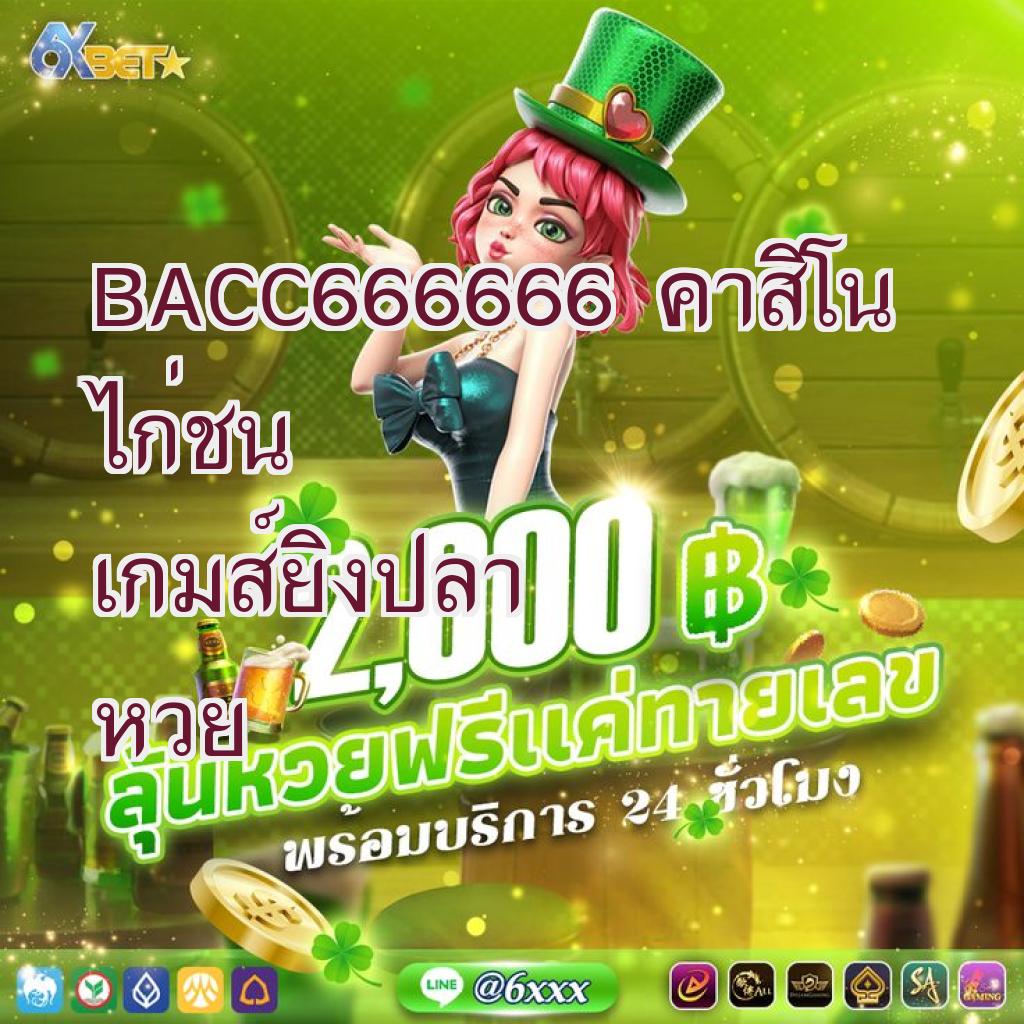 6XBET
BACC666666 คาสิโน
ไก่ชน
เกมส์ยิงปลา
2,000 ฿
หวย
ลุ้นหวยฟรีแค่ทายเลข
พร้อมบริการ 24 ชั่วโมง
LINE @6xxx
ALL
SA
GAMING